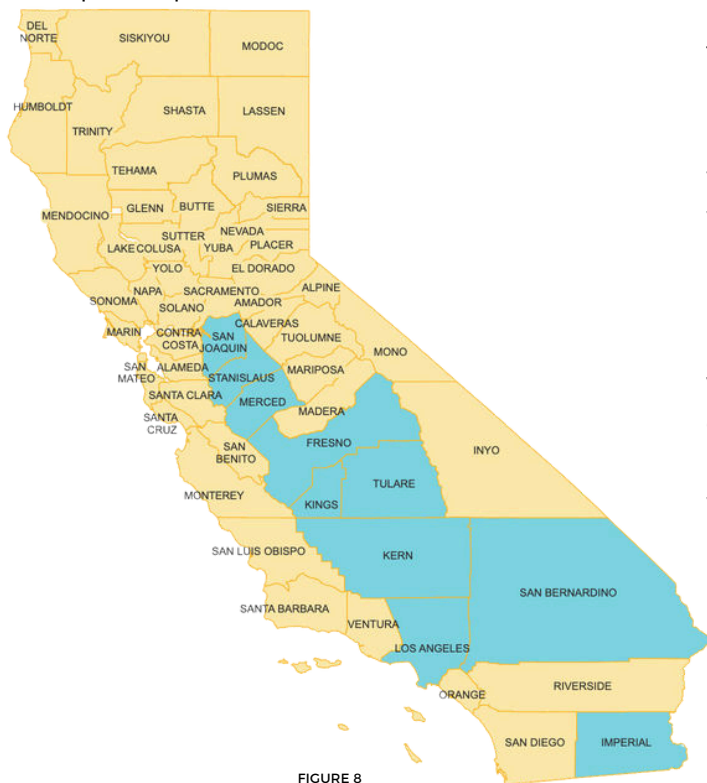 DEL
NORTE
SISKIYOU
MODOC
HUMBOLDT
TRINITY
SHASTA
LASSEN
TEHAMA
PLUMAS
MENDOCINO
GLENN
BUTTE
SIERRA
LAKE
COLUSA
SUTTER
YUBA
NEVADA
PLACER
YOLO
EL DORADO
SONOMA
NAPA
SACRAMENTO
ALPINE
SOLANO
AMADOR
MARIN
CONTRA
COSTA
SAN
JOAQUIN
CALAVERAS
TUOLUMNE
MONO
SAN
MATEO
ALAMEDA
STANISLAUS
MARIPOSA
SANTA CLARA
MERCED
MADERA
SANTA
CRUZ
SAN
BENITO
FRESNO
INYO
MONTEREY
KINGS
TULARE
SAN LUIS OBISPO
KERN
SAN BERNARDINO
SANTA BARBARA
VENTURA
LOS ANGELES
ORANGE
RIVERSIDE
SAN DIEGO
IMPERIAL
FIGURE 8